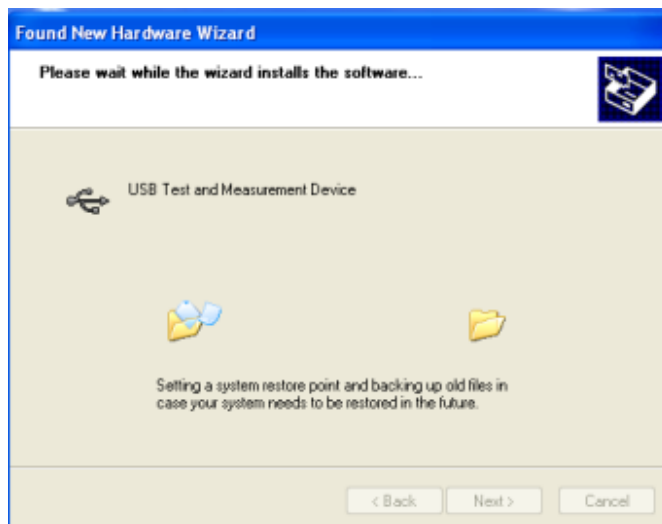 Found New Hardware Wizard
Please wait while the wizard installs the software...
USB Test and Measurement Device
Setting a system restore point and backing up old files in
case your system needs to be restored in the future.
< Back Next > Cancel